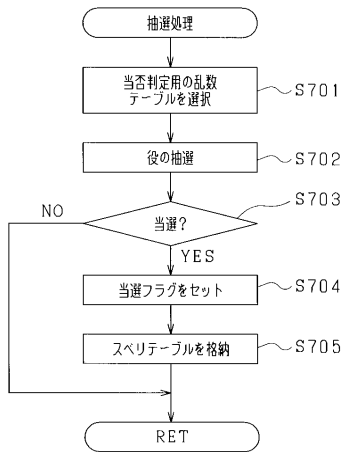 抽選処理
当否判定用の乱数
テーブルを選択
S701
役の抽選
S702
当選?
S703
NO
YES
当選フラグをセット
S704
スベリテーブルを格納
S705
RET